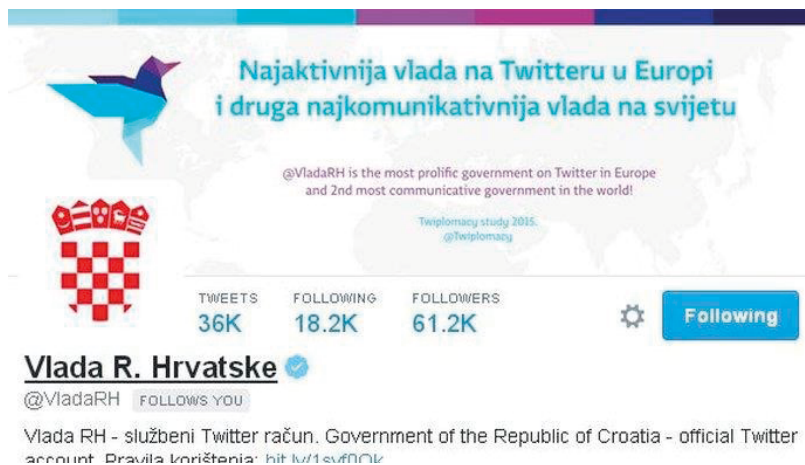 Najaktivnija vlada na Twitteru u Europi
i druga najkomunikativnija vlada na svijetu
@VladaRH is the most prolific government on Twitter in Europe
and 2nd most communicative government in the world!
Twiplomacy study 2015.
@Twiplomacy
TWEETS FOLLOWING FOLLOWERS
36K 18.2K 61.2K Following
Vlada R. Hrvatske
@VladaRH FOLLOWS YOU
Vlada RH - službeni Twitter račun. Government of the Republic of Croatia - official Twitter
account. Pravila korištenja: